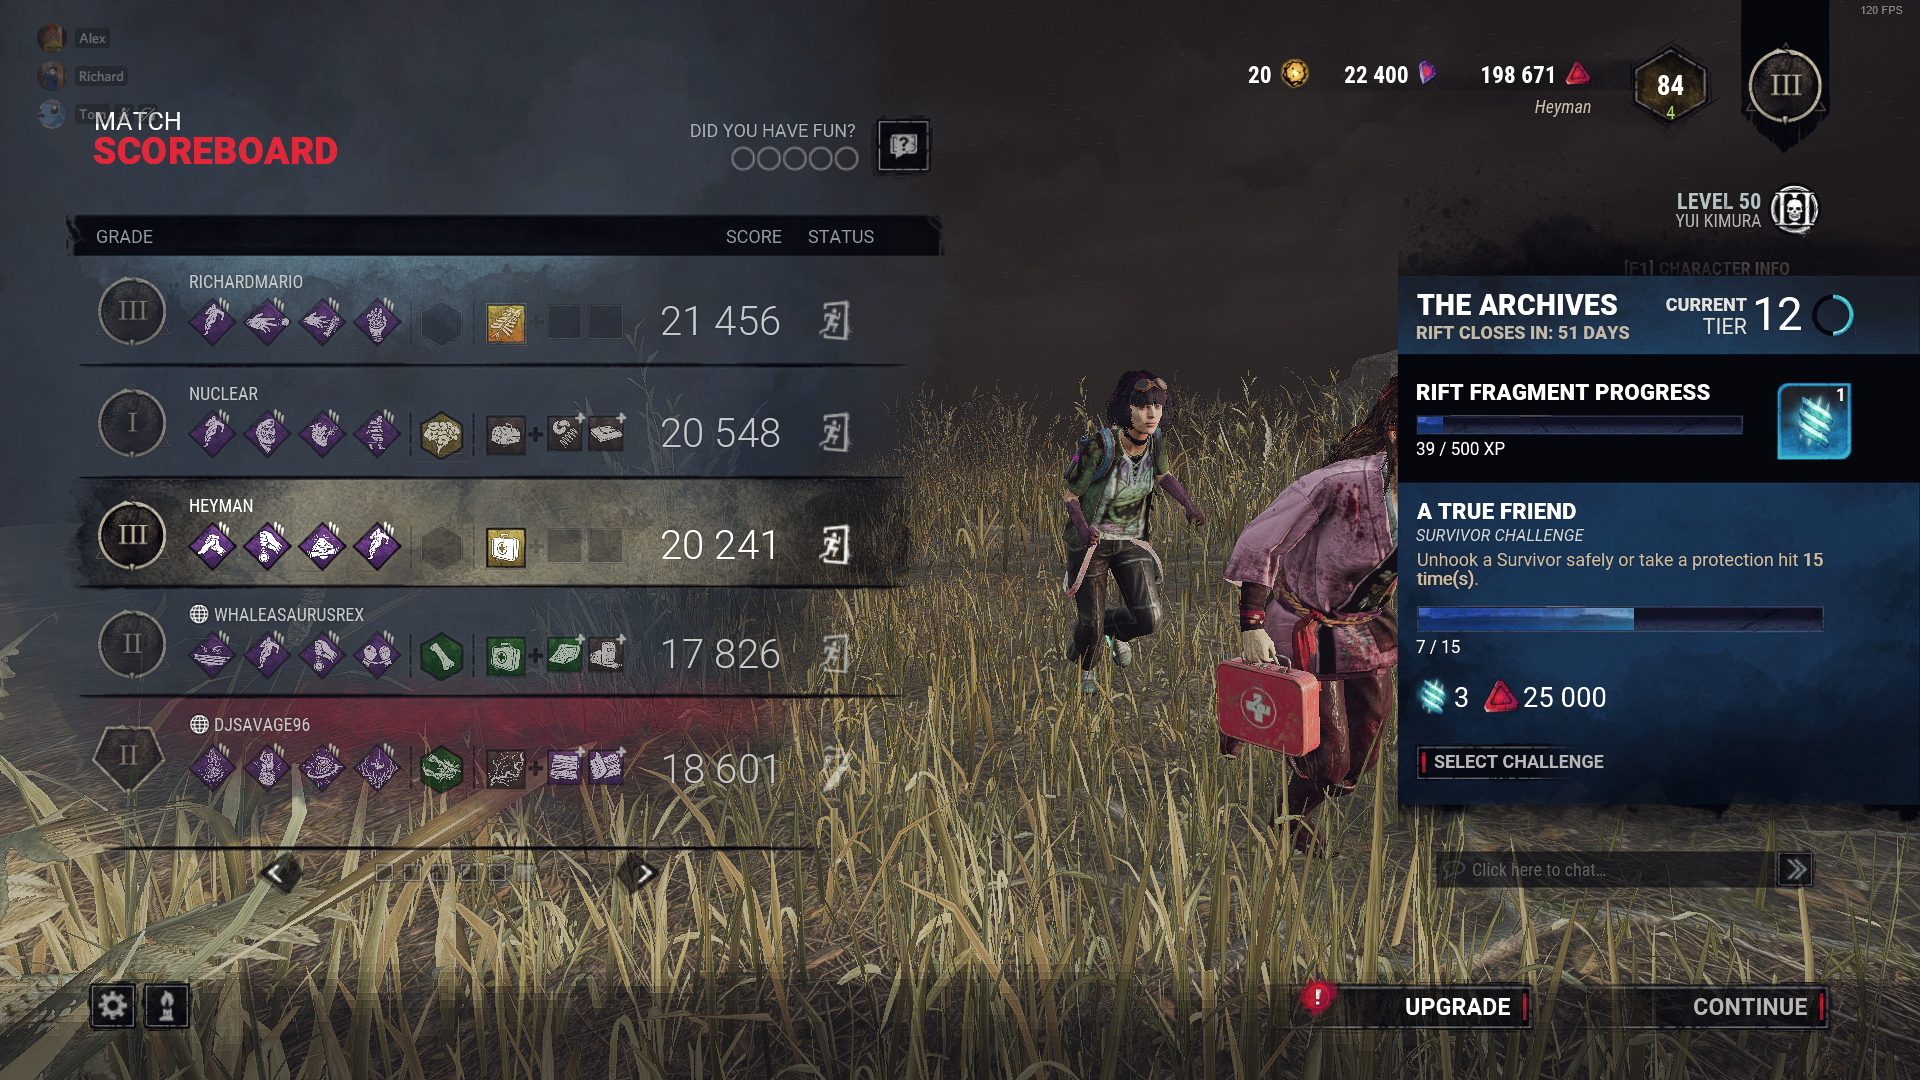 120 FPS
Alex
Richard
MATCH
SCOREBOARD
DID YOU HAVE FUN?
20
22 400
198 671
Heyman
84
4
III
LEVEL 50
YUI KIMURA
[F1] CHARACTER INFO
GRADE
SCORE
STATUS
III
RICHARDMARIO
21 456
I
NUCLEAR
20 548
III
HEYMAN
20 241
II
WHALEASAURUSREX
17 826
II
DJSAVAGE96
18 601
THE ARCHIVES
RIFT CLOSES IN: 51 DAYS
CURRENT
TIER
12
RIFT FRAGMENT PROGRESS
1
39 / 500 XP
A TRUE FRIEND
SURVIVOR CHALLENGE
Unhook a Survivor safely or take a protection hit 15
time(s).
7 / 15
3
25 000
SELECT CHALLENGE
Click here to chat...
UPGRADE
CONTINUE